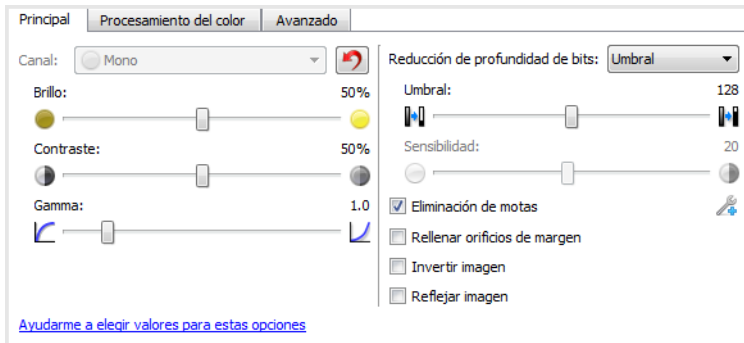 Principal Procesamiento del color Avanzado
Canal: Mono
Brillo: 50%
Contraste: 50%
Gamma: 1.0
Reducción de profundidad de bits: Umbral
Umbral: 128
Sensibilidad: 20
Eliminación de motas
Rellenar orificios de margen
Invertir imagen
Reflejar imagen
Ayudarme a elegir valores para estas opciones